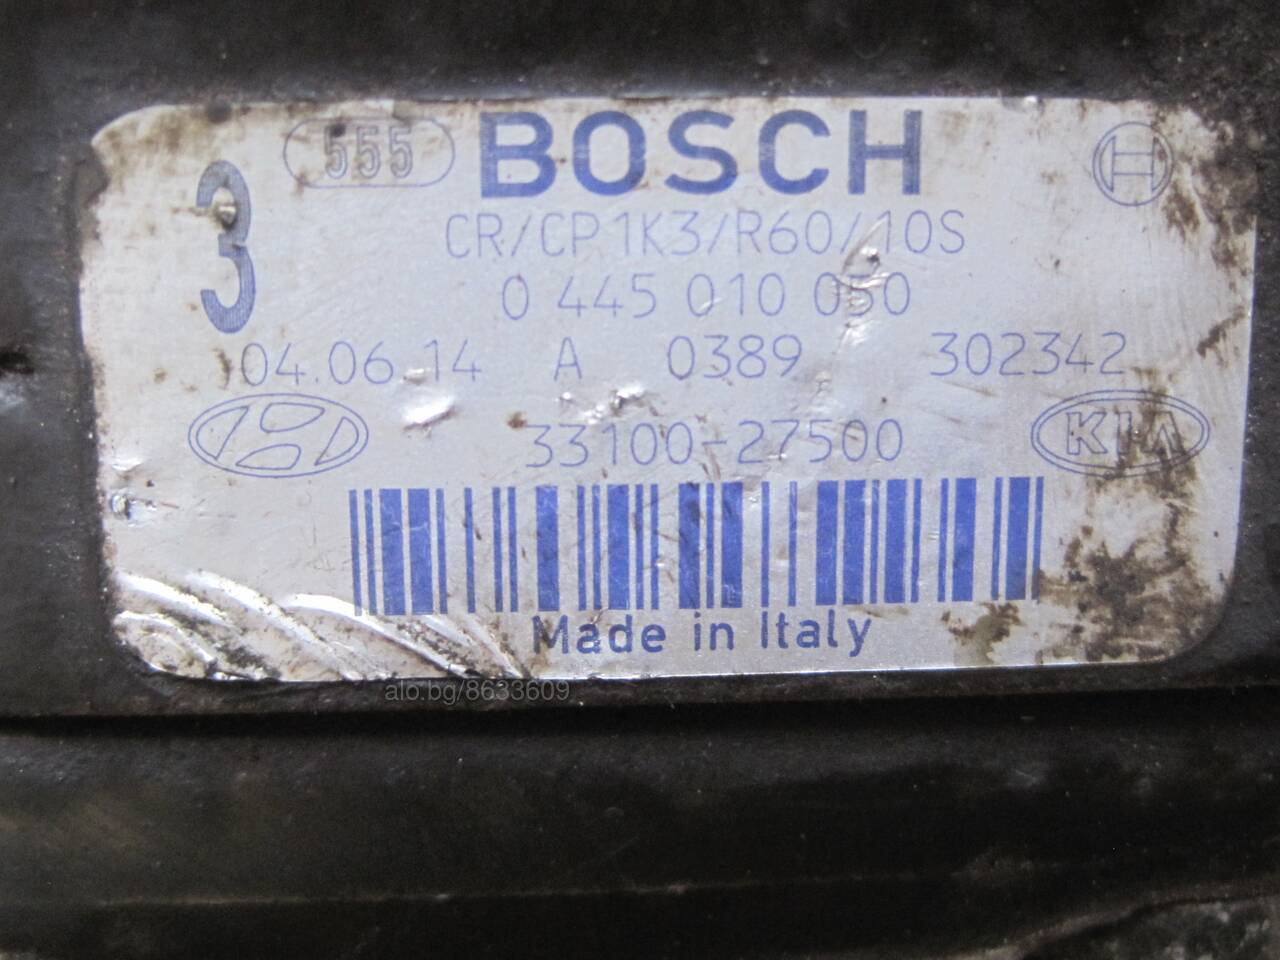 555 BOSCH
3
CR/CP1K3/R60/10S
0 445 010 050
04.06.14 A 0389 302342
33100-27500 KIA
Made in Italy
alo.bg/8633609